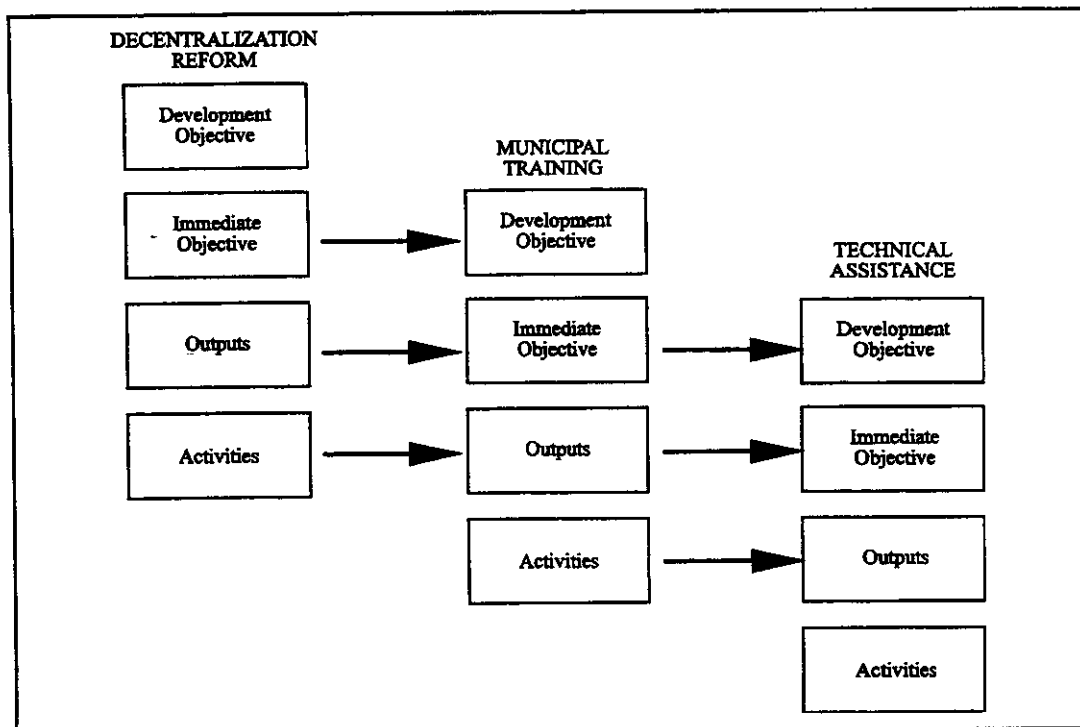 DECENTRALIZATION
REFORM
Development
Objective
Immediate
Objective
Outputs
Activities
MUNICIPAL
TRAINING
Development
Objective
Immediate
Objective
Outputs
Activities
TECHNICAL
ASSISTANCE
Development
Objective
Immediate
Objective
Outputs
Activities